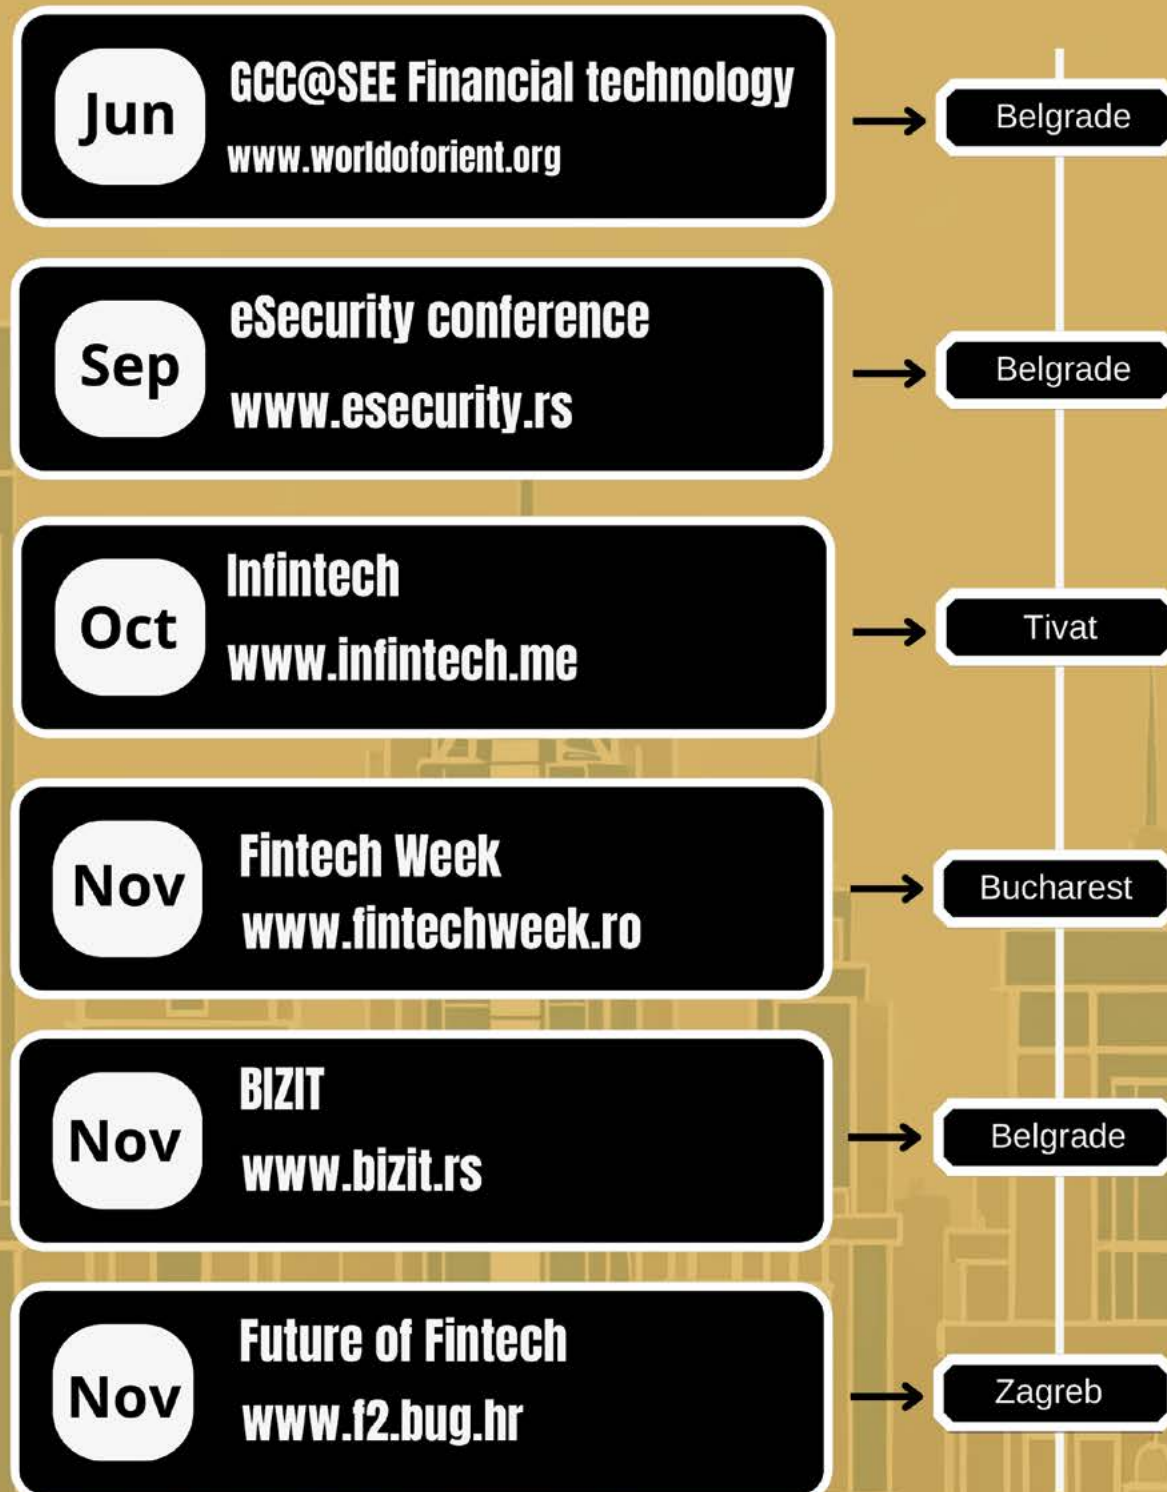 Jun
GCC@SEE Financial technology
www.worldoforient.org
Belgrade
Sep
eSecurity conference
www.esecurity.rs
Belgrade
Oct
Infintech
www.infintech.me
Tivat
Nov
Fintech Week
www.fintechweek.ro
Bucharest
Nov
BIZIT
www.bizit.rs
Belgrade
Nov
Future of Fintech
www.f2.bug.hr
Zagreb